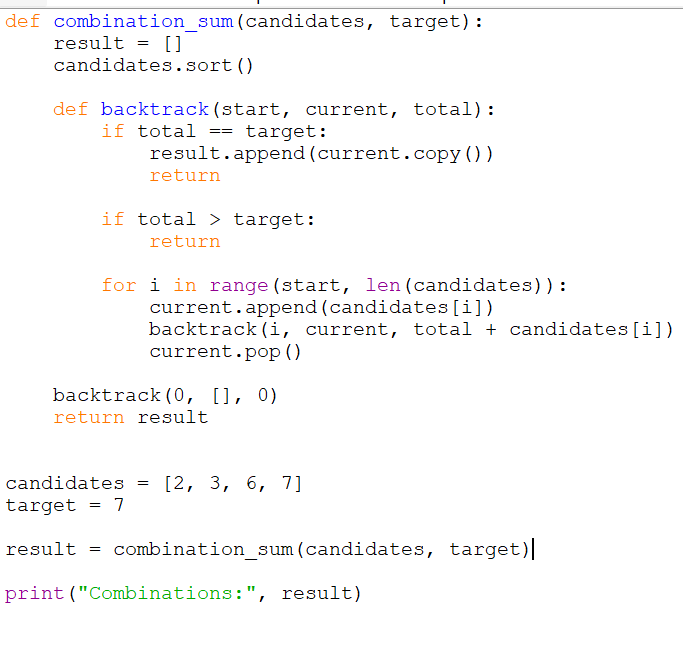 def combination_sum(candidates, target):
    result = []
    candidates.sort()

    def backtrack(start, current, total):
        if total == target:
            result.append(current.copy())
            return

        if total > target:
            return

        for i in range(start, len(candidates)):
            current.append(candidates[i])
            backtrack(i, current, total + candidates[i])
            current.pop()

    backtrack(0, [], 0)
    return result


candidates = [2, 3, 6, 7]
target = 7

result = combination_sum(candidates, target)

print("Combinations:", result)